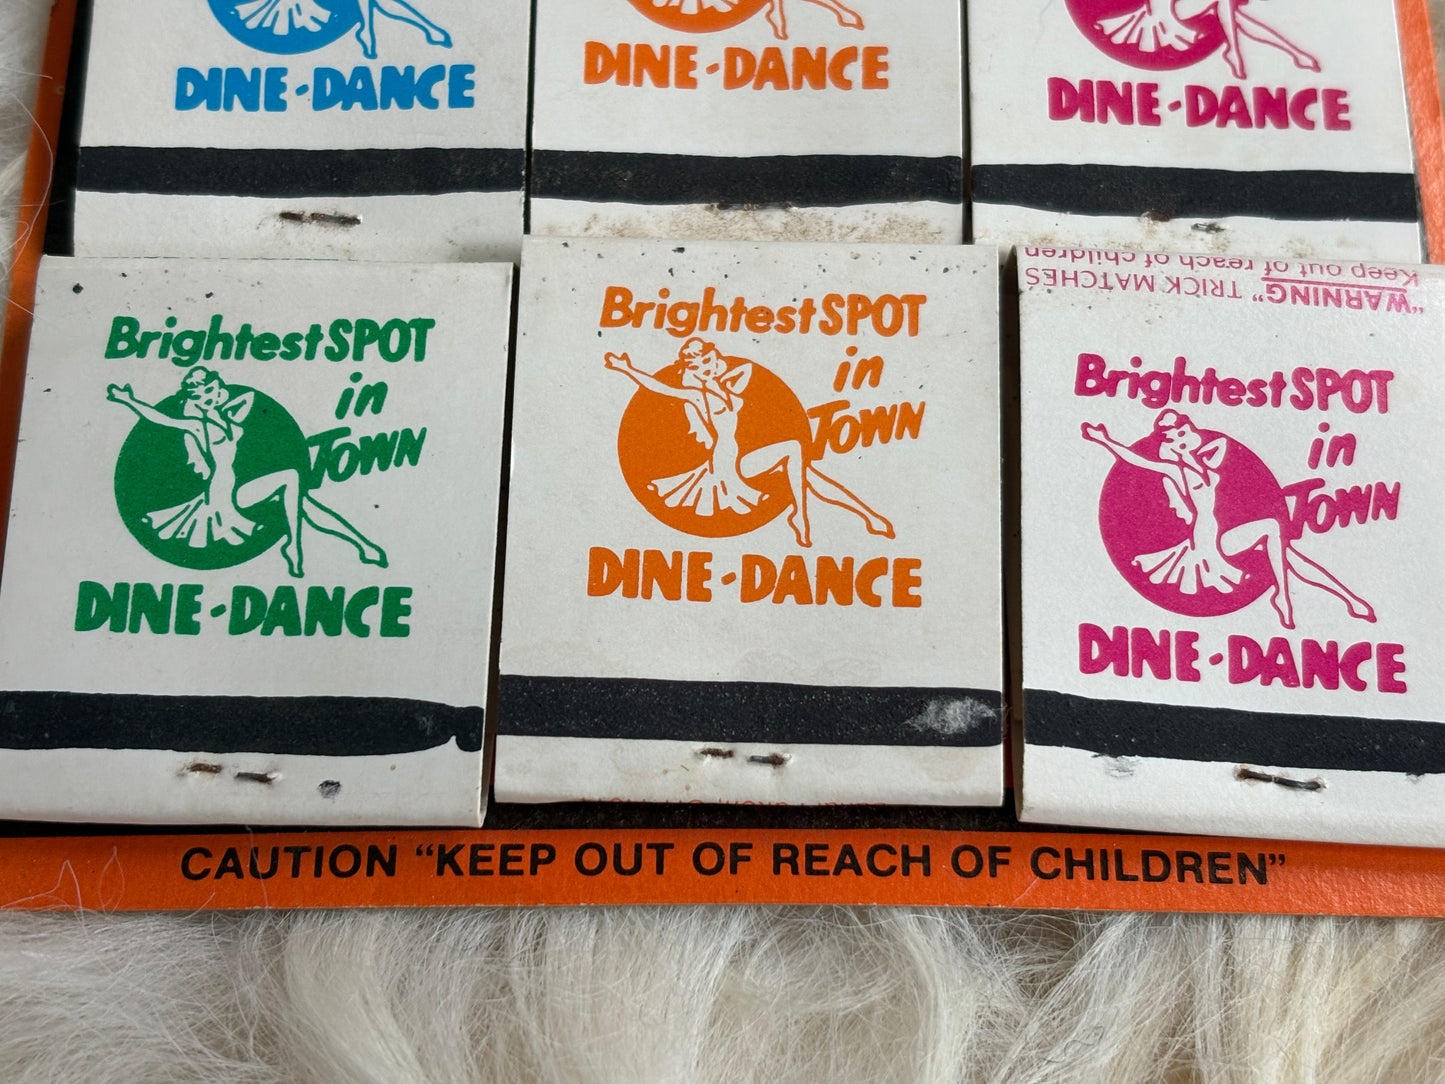 DINE-DANCE
DINE-DANCE
DINE-DANCE
Brightest SPOT
in
TOWN
DINE-DANCE
Brightest SPOT
in
TOWN
DINE-DANCE
"WARNING" TRICK MATCHES
Keep out of reach of children
Brightest SPOT
in
TOWN
DINE-DANCE
CAUTION "KEEP OUT OF REACH OF CHILDREN"